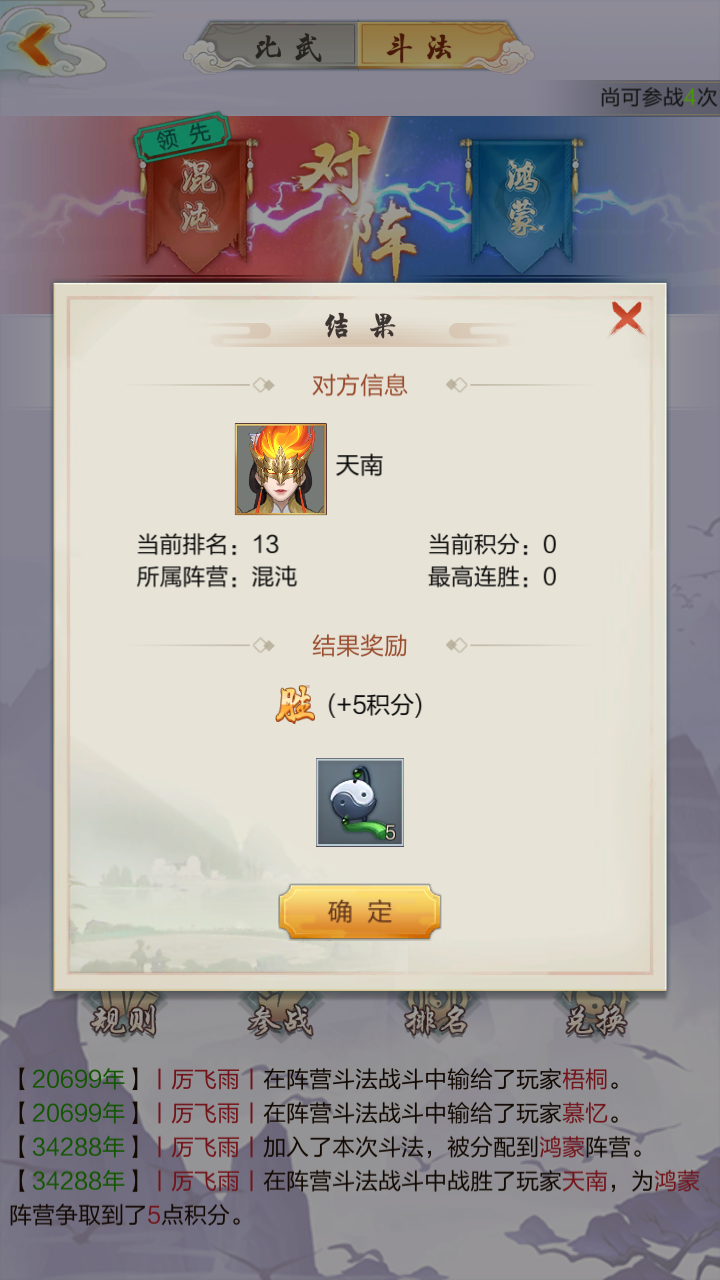 比武 斗法
尚可参战4次
领先
混沌 对阵 鸿蒙
结果
对方信息
天南
当前排名：13 当前积分：0
所属阵营：混沌 最高连胜：0
结果奖励
胜 (+5积分)
5
确定
规则 参战 排名 兑换
【20699年】丨厉飞雨丨在阵营斗法战斗中输给了玩家梧桐。
【20699年】丨厉飞雨丨在阵营斗法战斗中输给了玩家慕忆。
【34288年】丨厉飞雨丨加入了本次斗法，被分配到鸿蒙阵营。
【34288年】丨厉飞雨丨在阵营斗法战斗中战胜了玩家天南，为鸿蒙
阵营争取到了5点积分。